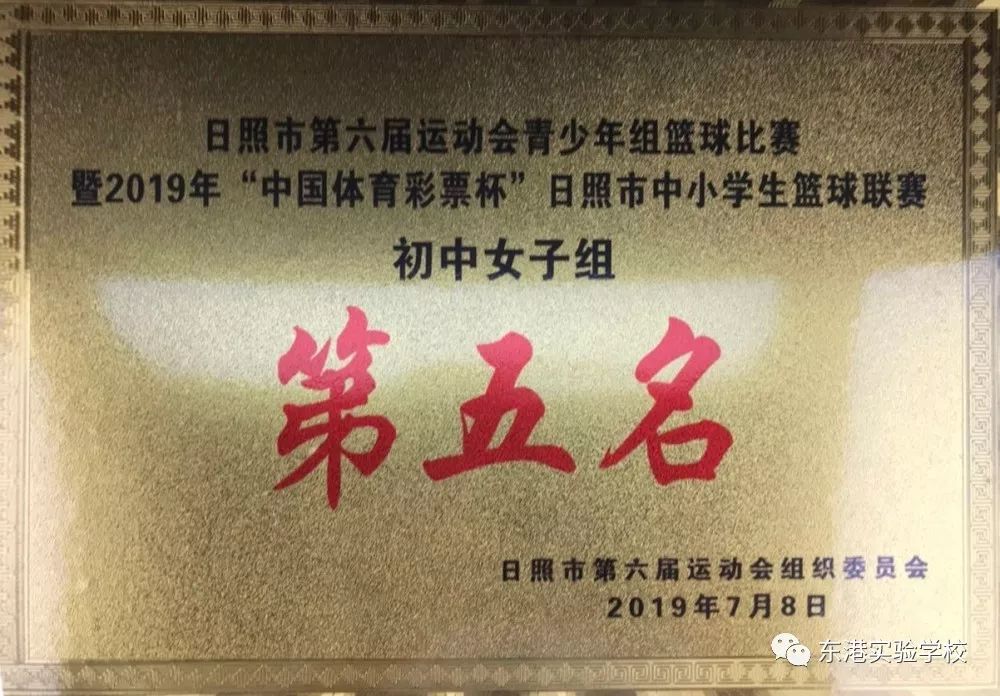 日照市第六届运动会青少年组篮球比赛
暨2019年“中国体育彩票杯”日照市中小学生篮球联赛
初中女子组
第五名
日照市第六届运动会组织委员会
2019年7月8日
东港实验学校